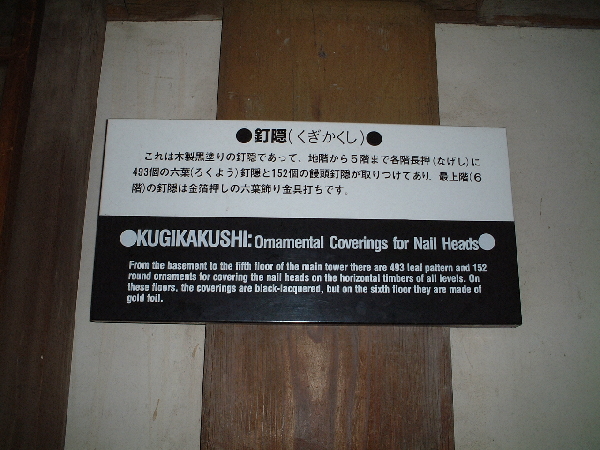 ●釘隠(くぎかくし)●
これは木製黒塗りの釘隠であって、地階から5階まで各階長押(なげし)に
493個の六葉(ろくよう)釘隠と152個の饅頭釘隠が取りつけてあり、最上階(6
階)の釘隠は金箔押しの六葉飾り金具打ちです。
●KUGIKAKUSHI: Ornamental Coverings for Nail Heads●
From the basement to the fifth floor of the main tower there are 493 leaf pattern and 152
round ornaments for covering the nail heads on the horizontal timbers of all levels. On
these floors, the coverings are black-lacquered, but on the sixth floor they are made of
gold foil.